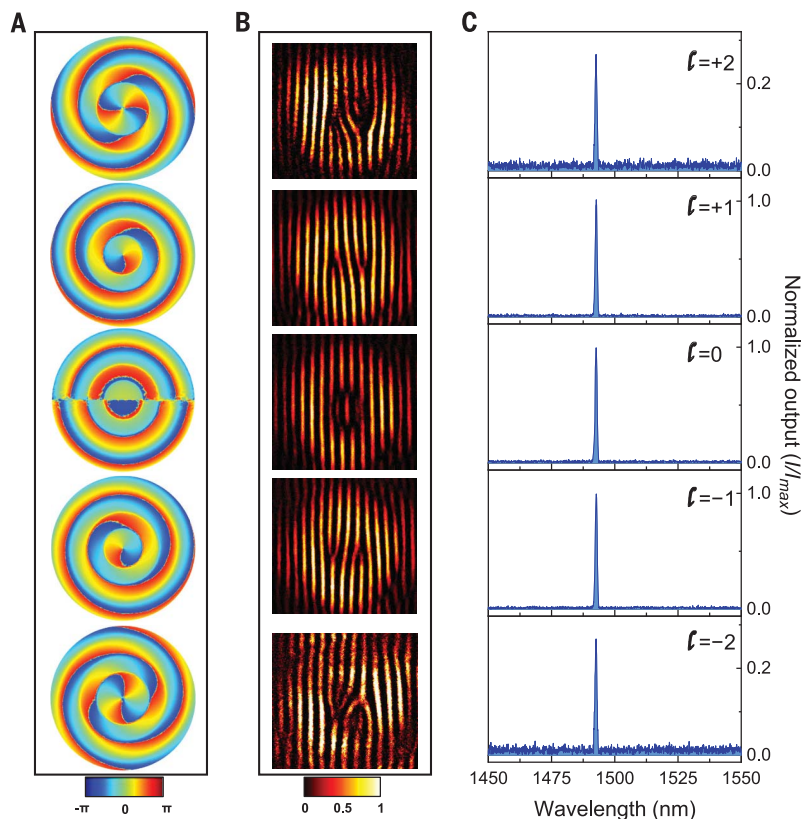 A
B
C
ℓ=+2
0.2
0.0
ℓ=+1
1.0
0.0
ℓ=0
1.0
0.0
ℓ=−1
1.0
0.0
ℓ=−2
0.2
0.0
Normalized output (I/Imax)
-π 0 π
0 0.5 1
1450 1475 1500 1525 1550
Wavelength (nm)